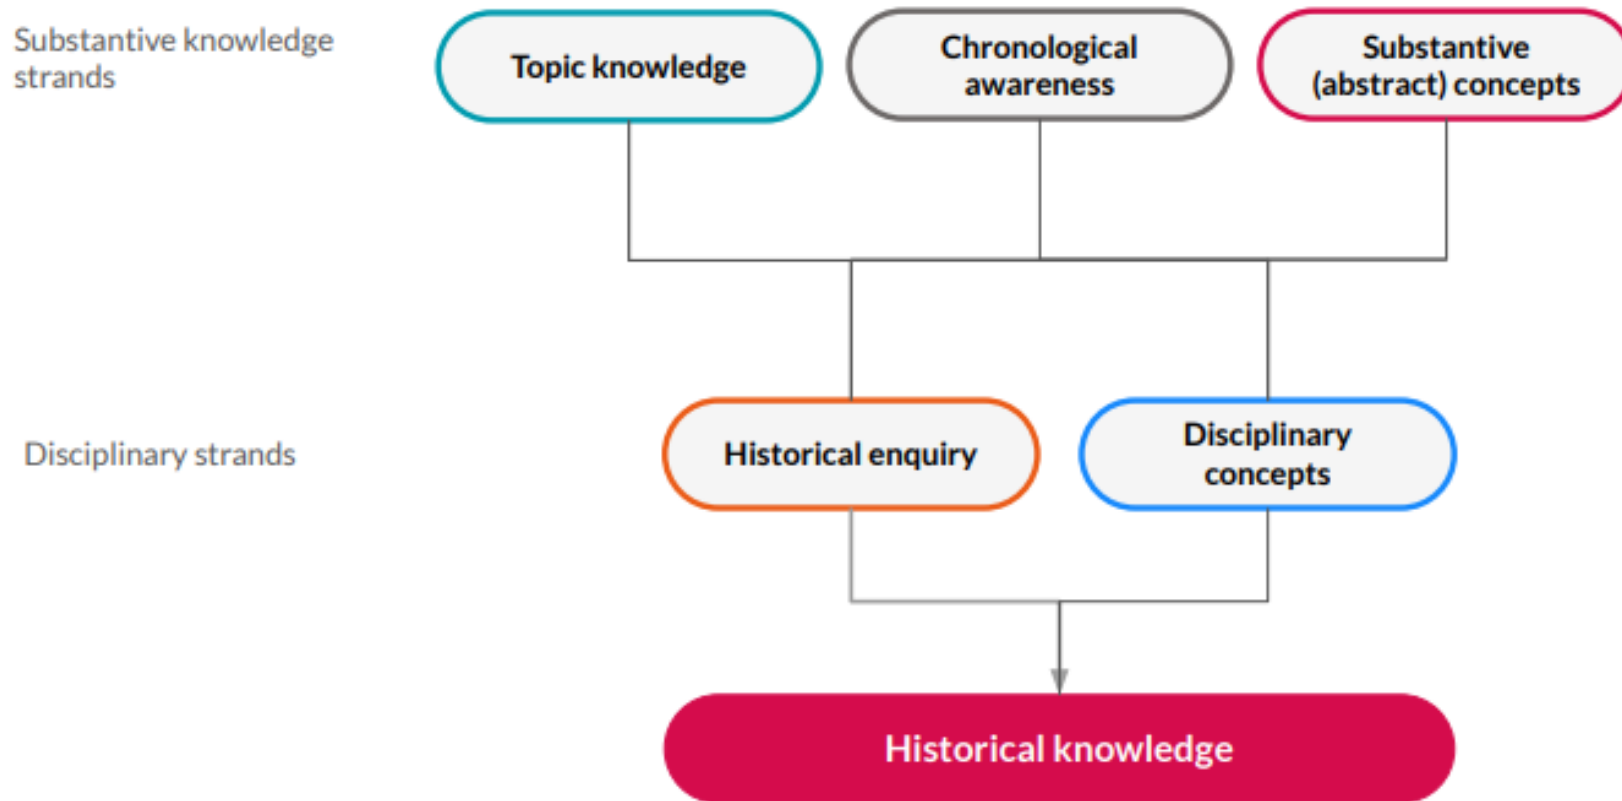 Substantive knowledge
strands
Topic knowledge
Chronological
awareness
Substantive
(abstract) concepts
Disciplinary strands
Historical enquiry
Disciplinary
concepts
Historical knowledge